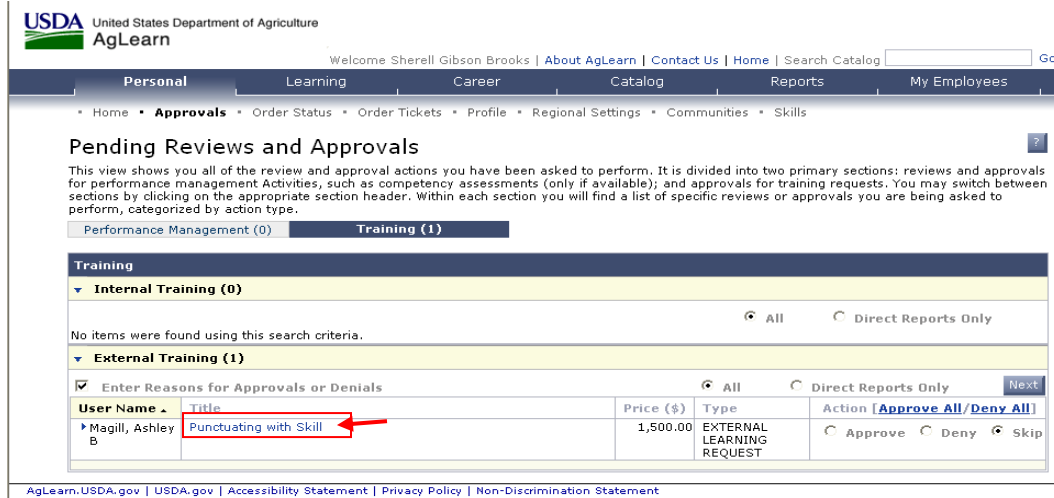 USDA United States Department of Agriculture
AgLearn
Welcome Sherell Gibson Brooks | About AgLearn | Contact Us | Home | Search Catalog Go
Personal Learning Career Catalog Reports My Employees
Home Approvals Order Status Order Tickets Profile Regional Settings Communities Skills
Pending Reviews and Approvals ?
This view shows you all of the review and approval actions you have been asked to perform. It is divided into two primary sections: reviews and approvals
for performance management Activities, such as competency assessments (only if available); and approvals for training requests. You may switch between
sections by clicking on the appropriate section header. Within each section you will find a list of specific reviews or approvals you are being asked to
perform, categorized by action type.
Performance Management (0) Training (1)
Training
Internal Training (0)
All Direct Reports Only
No items were found using this search criteria.
External Training (1)
Enter Reasons for Approvals or Denials All Direct Reports Only Next
User Name Title Price ($) Type Action [Approve All/Deny All]
Magill, Ashley Punctuating with Skill 1,500.00 EXTERNAL Approve Deny Skip
B LEARNING
REQUEST
AgLearn.USDA.gov | USDA.gov | Accessibility Statement | Privacy Policy | Non-Discrimination Statement